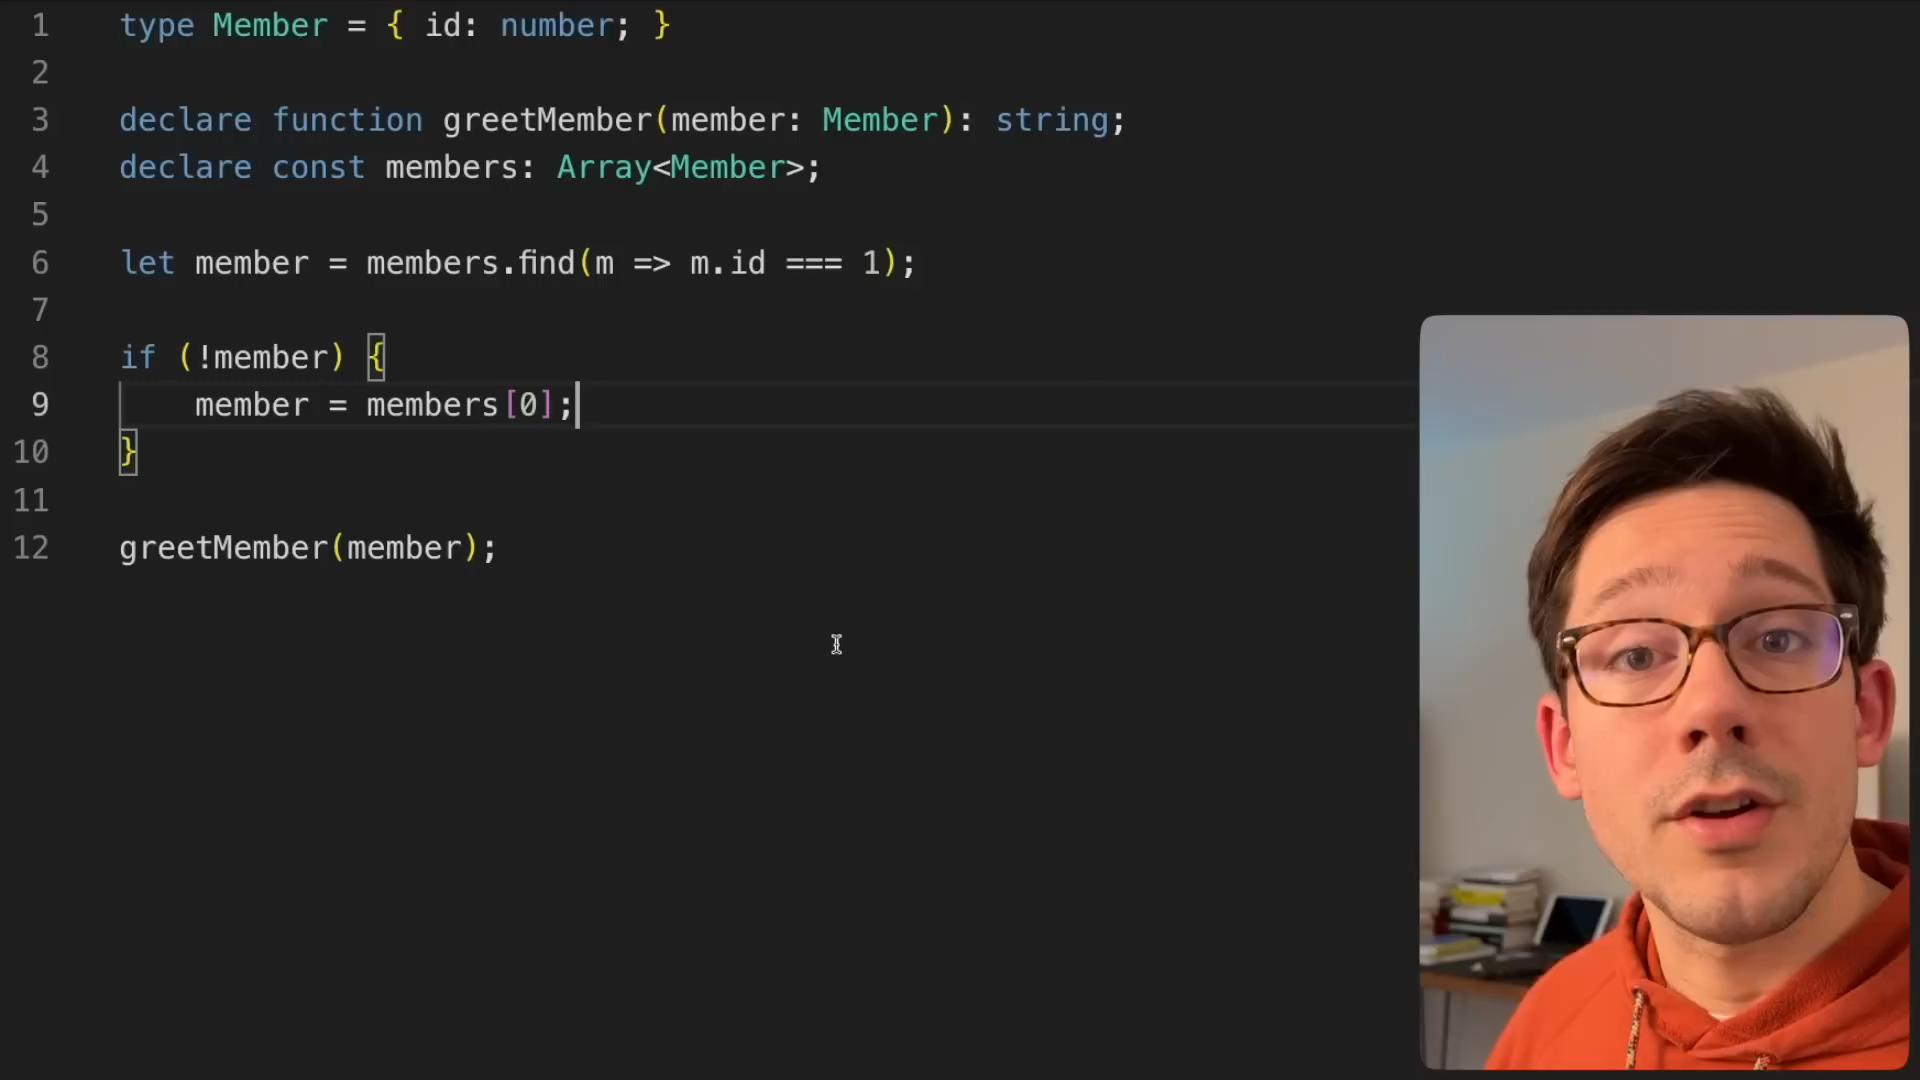 1 type Member = { id: number; }
2
3 declare function greetMember(member: Member): string;
4 declare const members: Array<Member>;
5
6 let member = members.find(m => m.id === 1);
7
8 if (!member) {
9     member = members[0];
10 }
11
12 greetMember(member);